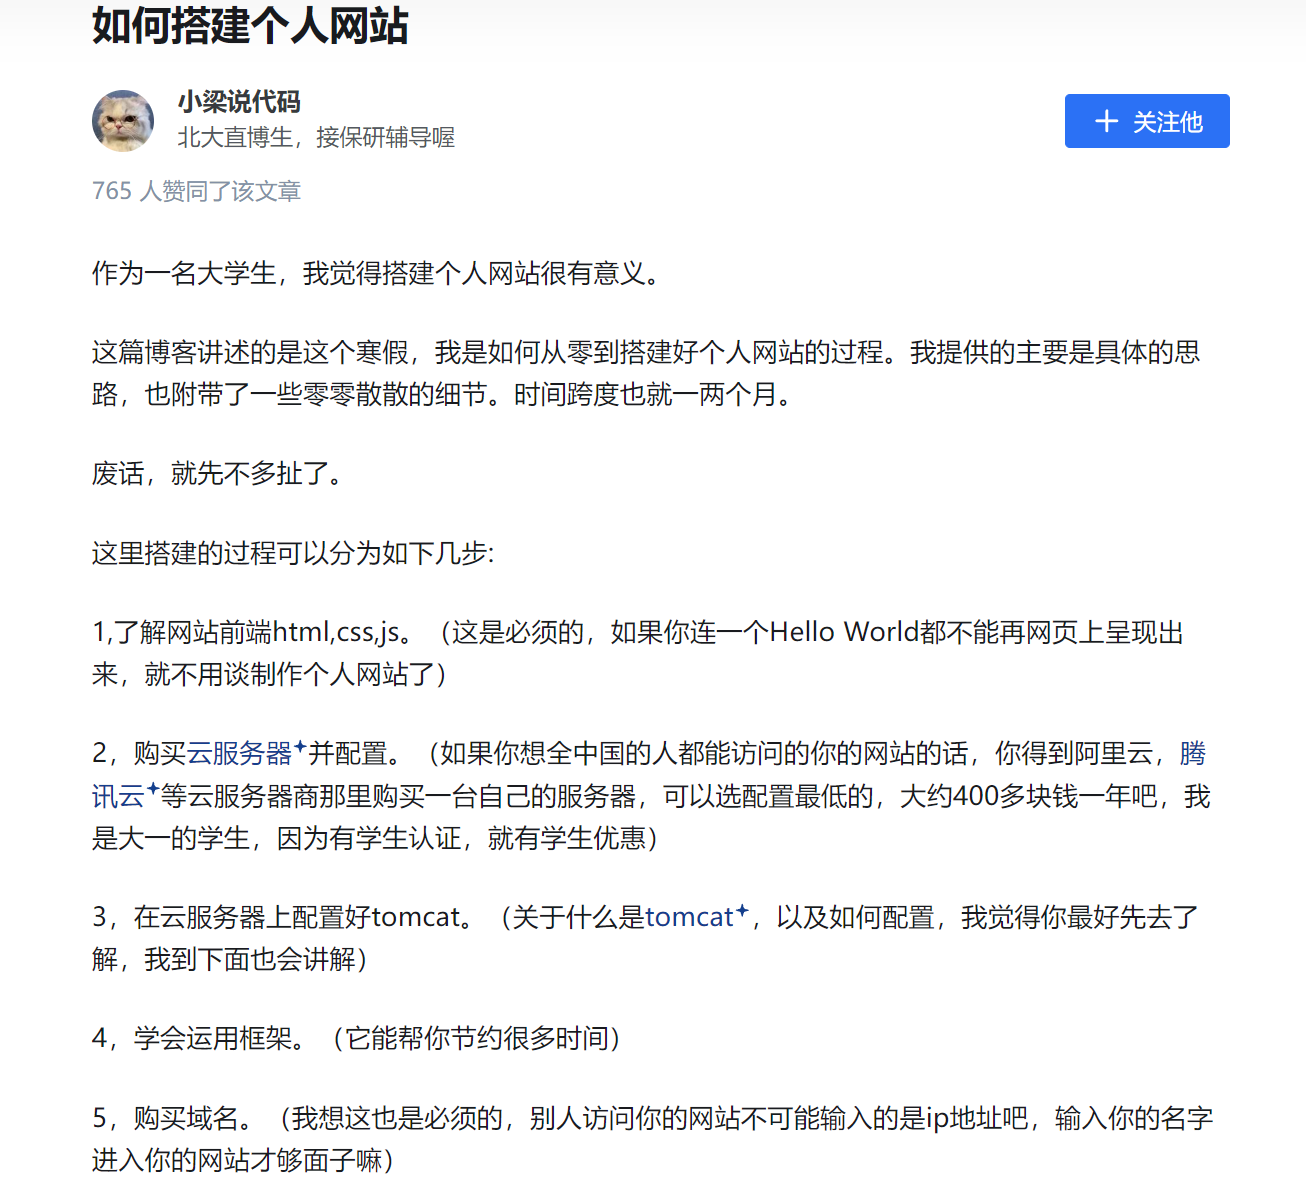 如何搭建个人网站
小梁说代码
北大直博生，接保研辅导喔
+ 关注他
765 人赞同了该文章
作为一名大学生，我觉得搭建个人网站很有意义。
这篇博客讲述的是这个寒假，我是如何从零到搭建好个人网站的过程。我提供的主要是具体的思
路，也附带了一些零零散散的细节。时间跨度也就一两个月。
废话，就先不多扯了。
这里搭建的过程可以分为如下几步:
1,了解网站前端html,css,js。（这是必须的，如果你连一个Hello World都不能再网页上呈现出
来，就不用谈制作个人网站了）
2，购买云服务器并配置。（如果你想全中国的人都能访问的你的网站的话，你得到阿里云，腾
讯云等云服务器商那里购买一台自己的服务器，可以选配置最低的，大约400多块钱一年吧，我
是大一的学生，因为有学生认证，就有学生优惠）
3，在云服务器上配置好tomcat。（关于什么是tomcat，以及如何配置，我觉得你最好先去了
解，我到下面也会讲解）
4，学会运用框架。（它能帮你节约很多时间）
5，购买域名。（我想这也是必须的，别人访问你的网站不可能输入的是ip地址吧，输入你的名字
进入你的网站才够面子嘛）